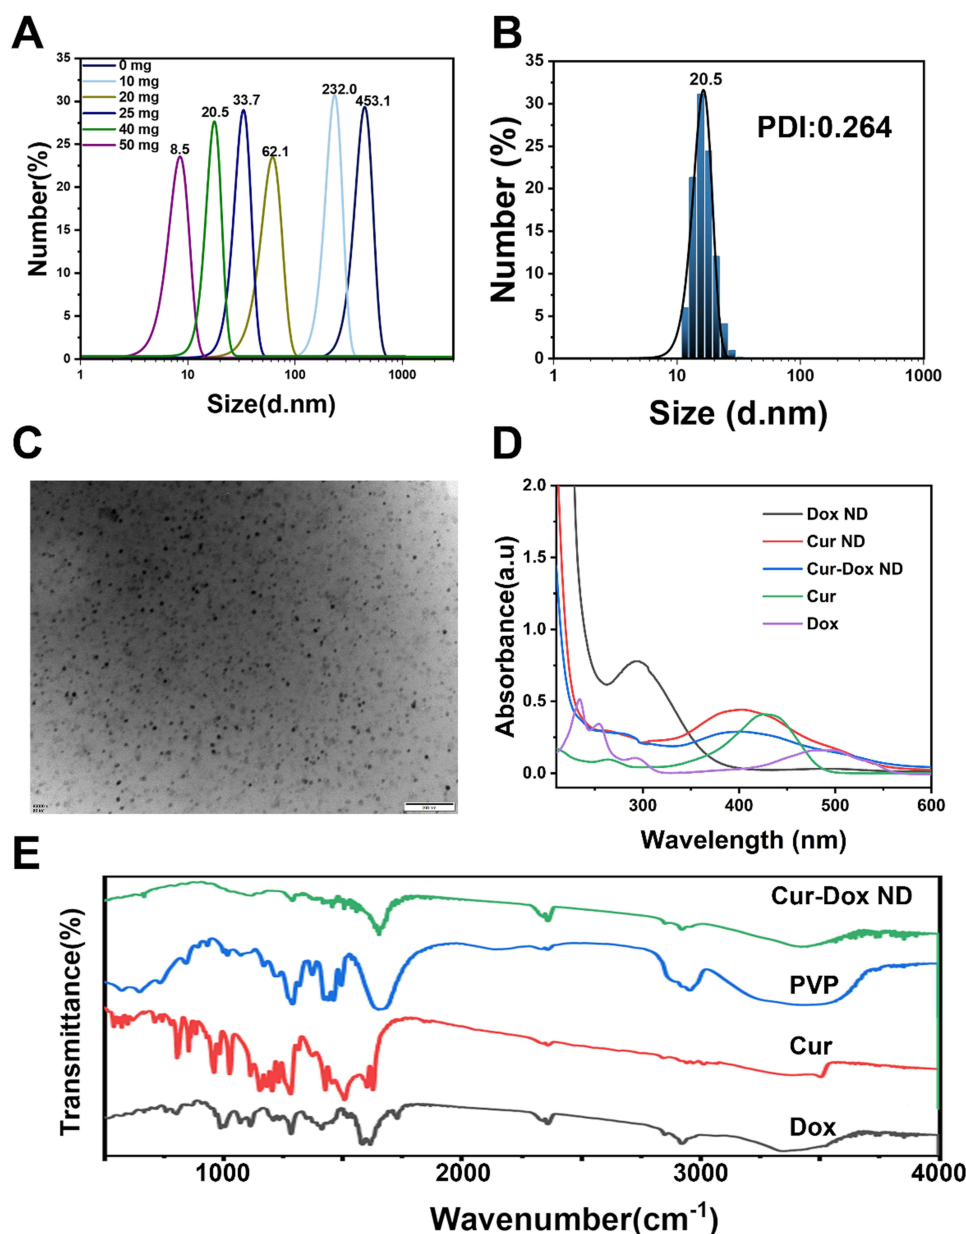 A
B
35
30
25
20
15
10
5
0
Number(%)
0 mg
10 mg
20 mg
25 mg
40 mg
50 mg
8.5
20.5
33.7
62.1
232.0
453.1
1
10
100
1000
Size(d.nm)
35
30
25
20
15
10
5
0
Number (%)
20.5
PDI:0.264
1
10
100
1000
Size (d.nm)
C
D
2.0
1.5
1.0
0.5
0.0
Absorbance(a.u)
Dox ND
Cur ND
Cur-Dox ND
Cur
Dox
300
400
500
600
Wavelength (nm)
E
Transmittance(%)
Cur-Dox ND
PVP
Cur
Dox
1000
2000
3000
4000
Wavenumber(cm⁻¹)